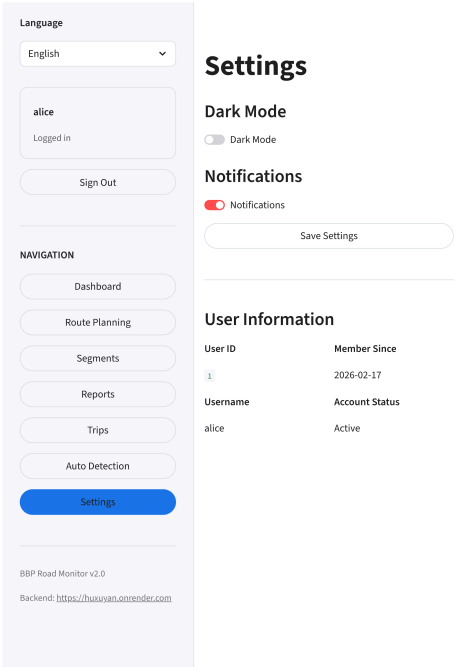 Language
English
alice
Logged in
Sign Out
NAVIGATION
Dashboard
Route Planning
Segments
Reports
Trips
Auto Detection
Settings
BBP Road Monitor v2.0
Backend: https://huxuyan.onrender.com
Settings
Dark Mode
Dark Mode
Notifications
Notifications
Save Settings
User Information
User ID
1
Username
alice
Member Since
2026-02-17
Account Status
Active